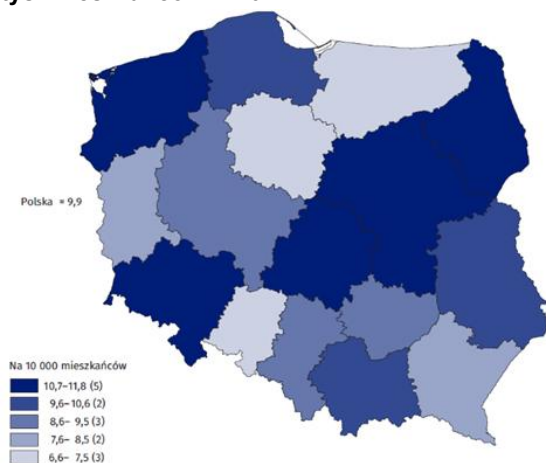 Polska = 9,9
Na 10 000 mieszkańców
10,7–11,8 (5)
9,6–10,6 (2)
8,6– 9,5 (3)
7,6– 8,5 (2)
6,6– 7,5 (3)